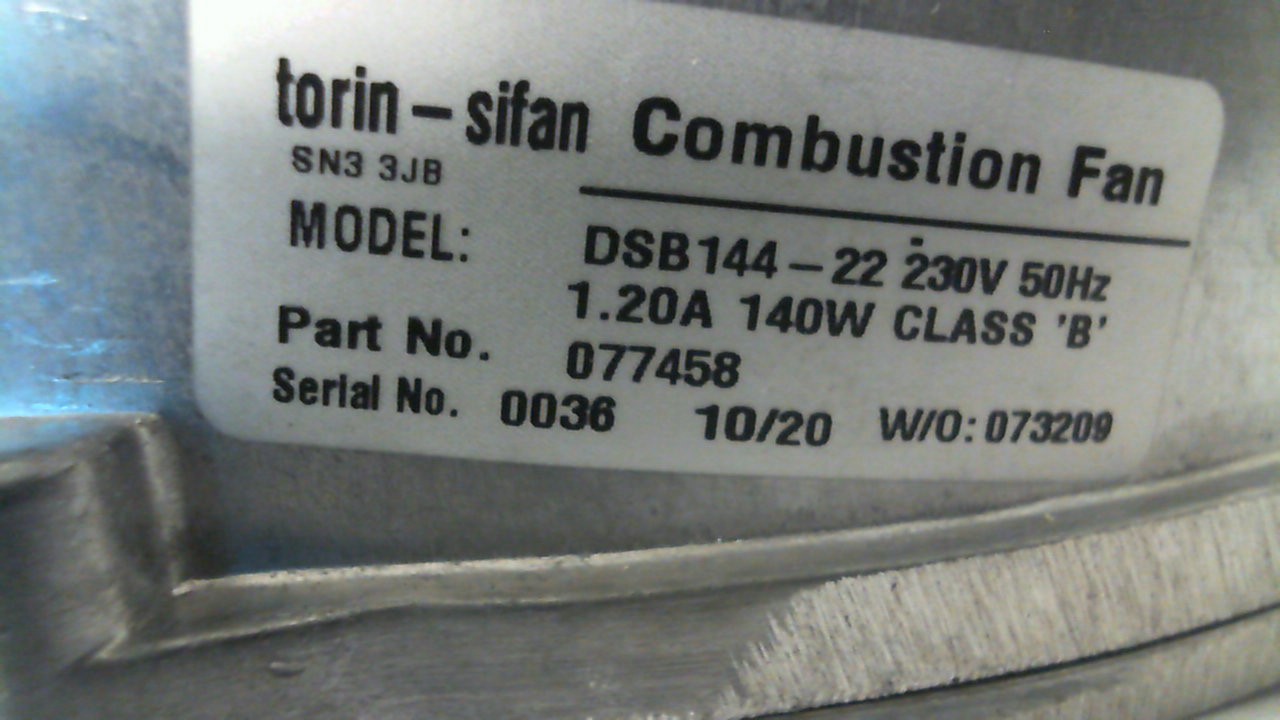 torin-sifan Combustion Fan
SN3 3JB
MODEL: DSB144-22 230V 50Hz
1.20A 140W CLASS 'B'
Part No. 077458
Serial No. 0036 10/20 W/O: 073209